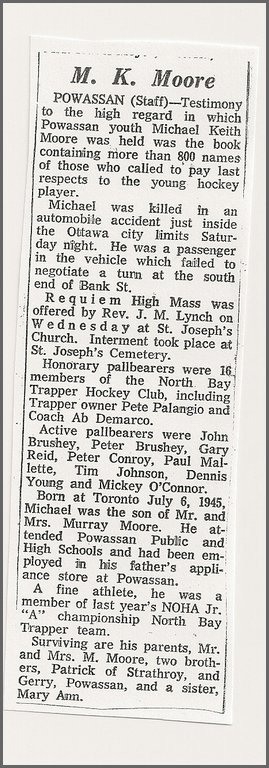 M. K. Moore
POWASSAN (Staff)—Testimony
to the high regard in which
Powassan youth Michael Keith
Moore was held was the book
containing more than 800 names
of those who called to pay last
respects to the young hockey
player.
Michael was killed in an
automobile accident just inside
the Ottawa city limits Satur-
day night. He was a passenger
in the vehicle which failed to
negotiate a turn at the south
end of Bank St.
Requiem High Mass was
offered by Rev. J. M. Lynch on
Wednesday at St. Joseph's
Church. Interment took place at
St. Joseph's Cemetery.
Honorary pallbearers were 16
members of the North Bay
Trapper Hockey Club, including
Trapper owner Pete Palangio and
Coach Ab Demarco.
Active pallbearers were John
Brushey, Peter Brushey, Gary
Reid, Peter Conroy, Paul Mal-
lette, Tim Johnson, Dennis
Young and Mickey O'Connor.
Born at Toronto July 6, 1945,
Michael was the son of Mr. and
Mrs. Murray Moore. He at-
tended Powassan Public and
High Schools and had been em-
ployed in his father's appli-
ance store at Powassan.
A fine athlete, he was a
member of last year's NOHA Jr.
"A" championship North Bay
Trapper team.
Surviving are his parents, Mr.
and Mrs. M. Moore, two broth-
ers, Patrick of Strathroy, and
Gerry, Powassan, and a sister,
Mary Ann.